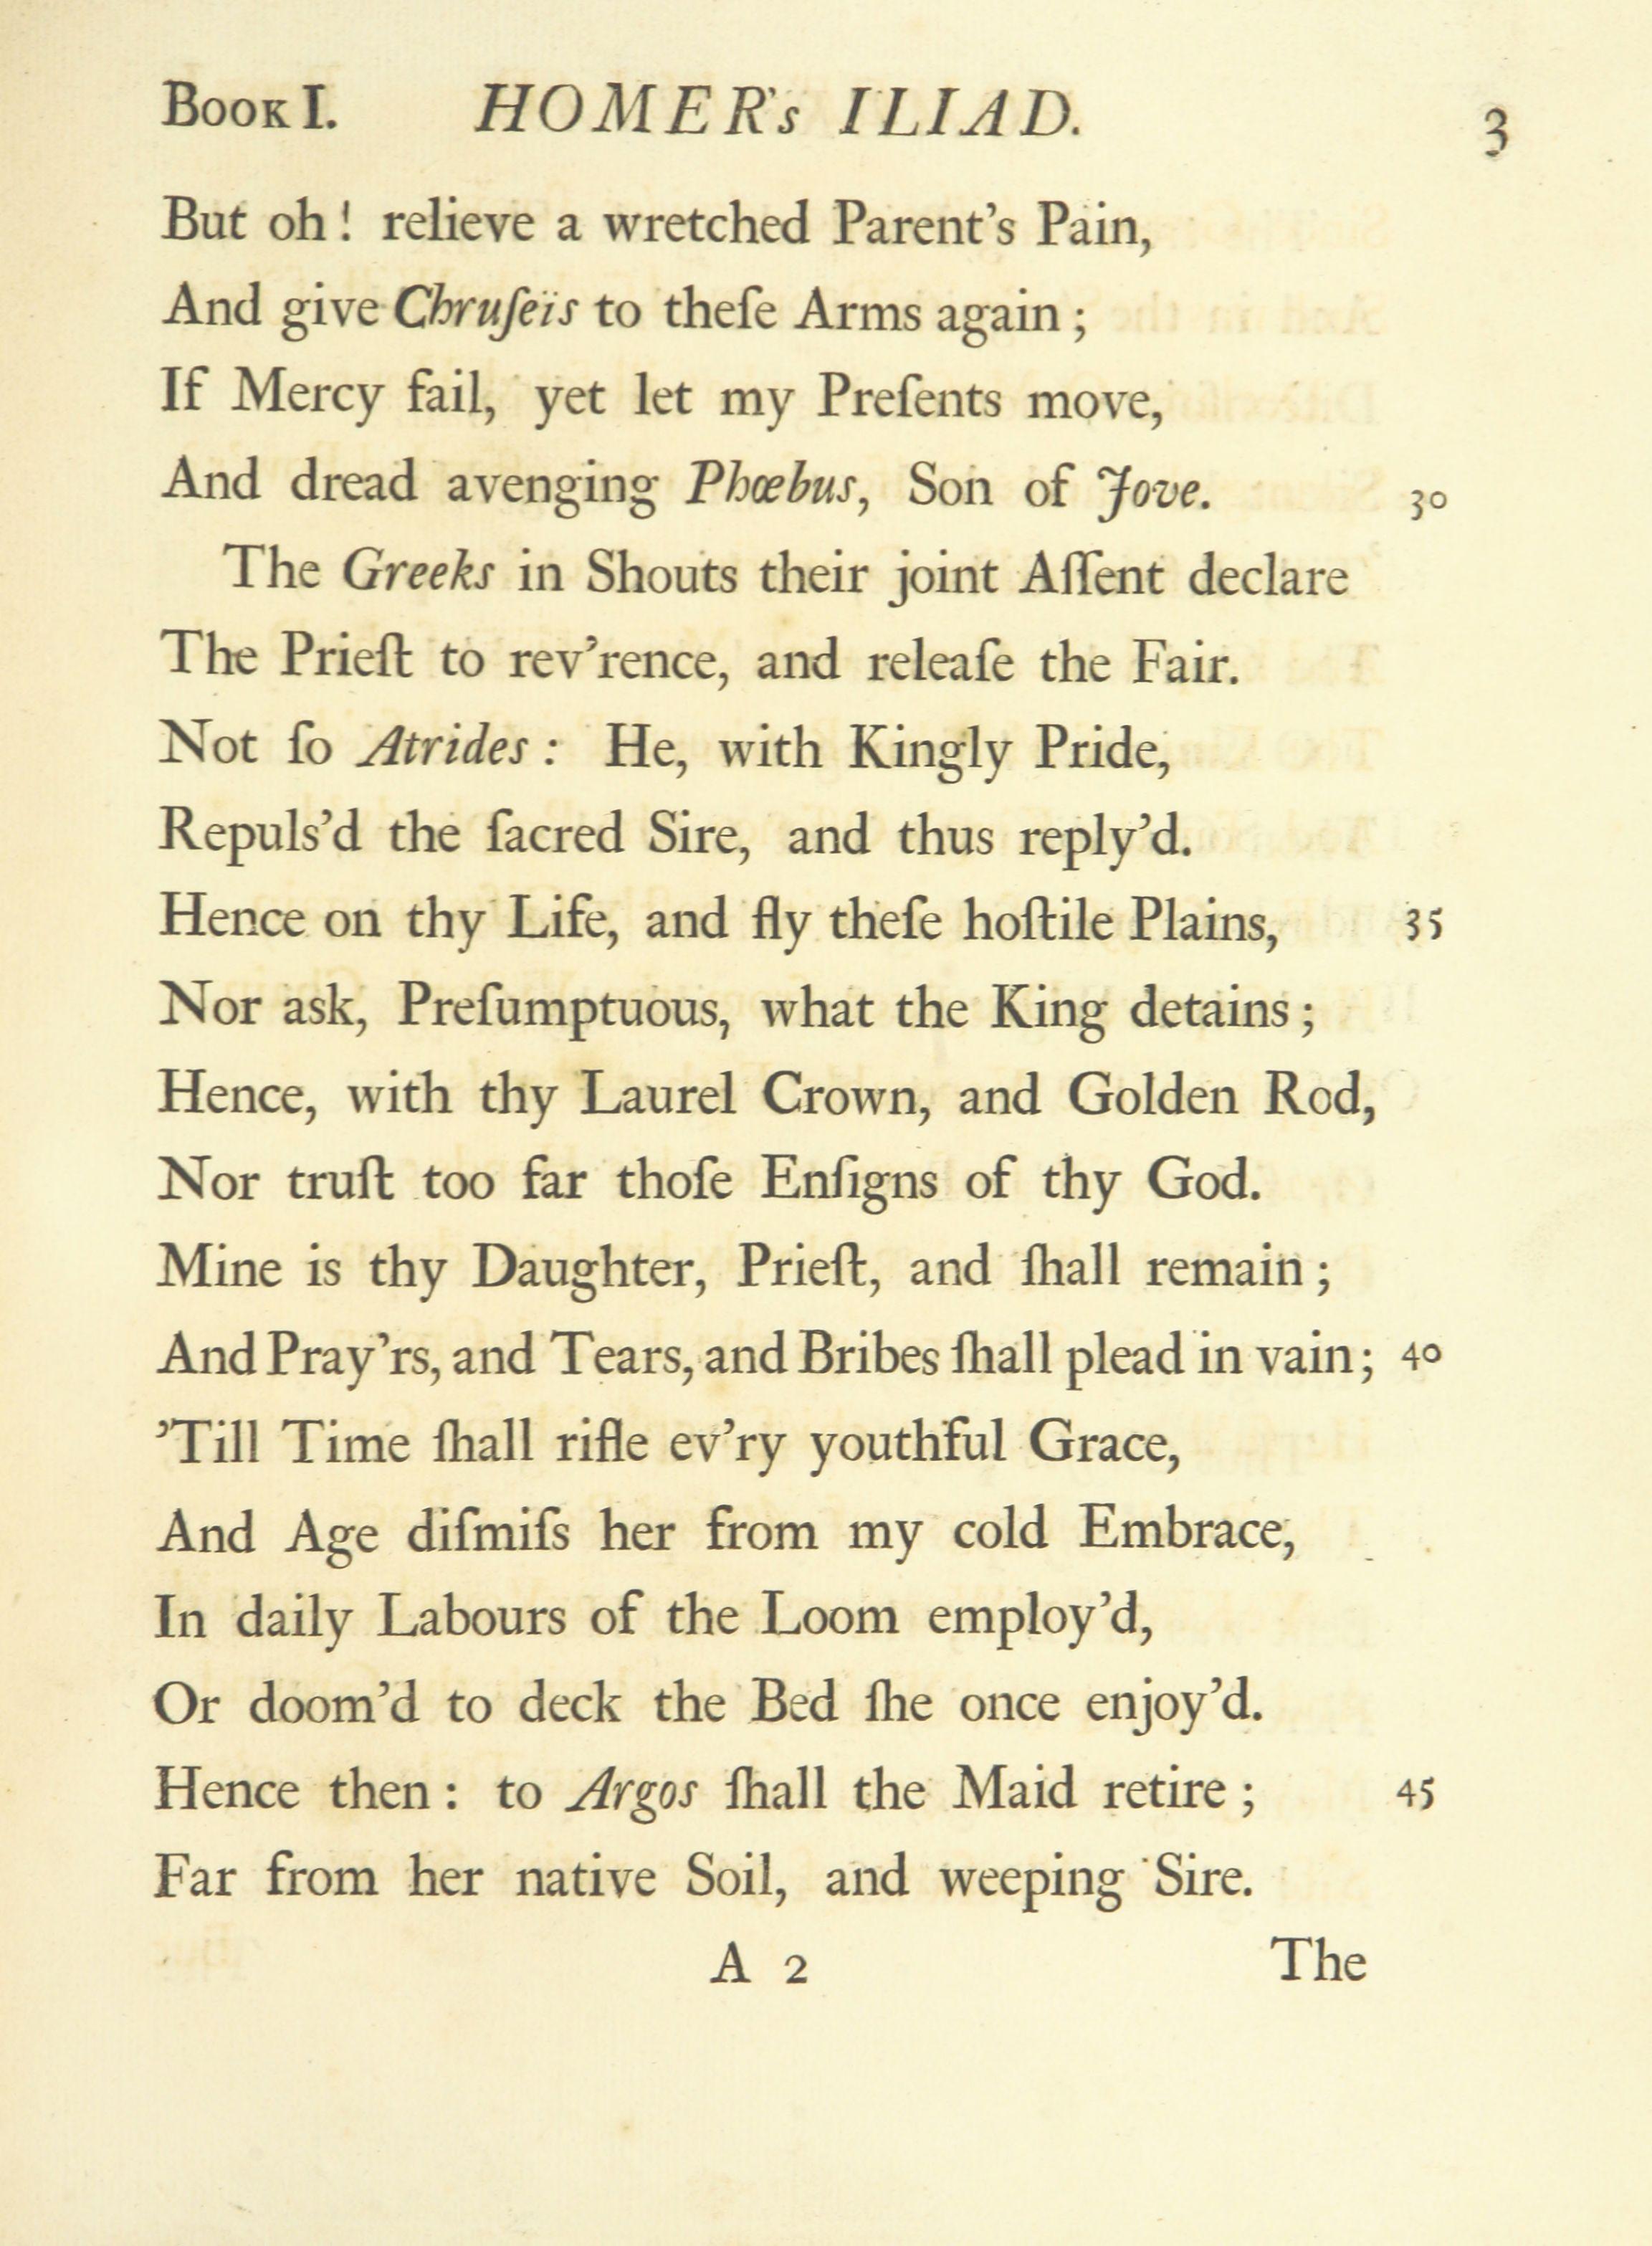 Book I. HOMER's ILIAD. 3
But oh! relieve a wretched Parent’s Pain,
And give Chruſeïs to theſe Arms again;
If Mercy fail, yet let my Preſents move,
And dread avenging Phœbus, Son of Jove. 30
The Greeks in Shouts their joint Aſſent declare
The Prieſt to rev’rence, and releaſe the Fair.
Not ſo Atrides: He, with Kingly Pride,
Repuls’d the ſacred Sire, and thus reply’d.
Hence on thy Life, and fly theſe hoſtile Plains, 35
Nor ask, Preſumptuous, what the King detains;
Hence, with thy Laurel Crown, and Golden Rod,
Nor truſt too far thoſe Enſigns of thy God.
Mine is thy Daughter, Prieſt, and ſhall remain;
And Pray’rs, and Tears, and Bribes ſhall plead in vain; 40
’Till Time ſhall rifle ev’ry youthful Grace,
And Age diſmiſs her from my cold Embrace,
In daily Labours of the Loom employ’d,
Or doom’d to deck the Bed ſhe once enjoy’d.
Hence then: to Argos ſhall the Maid retire; 45
Far from her native Soil, and weeping Sire.
A 2 The